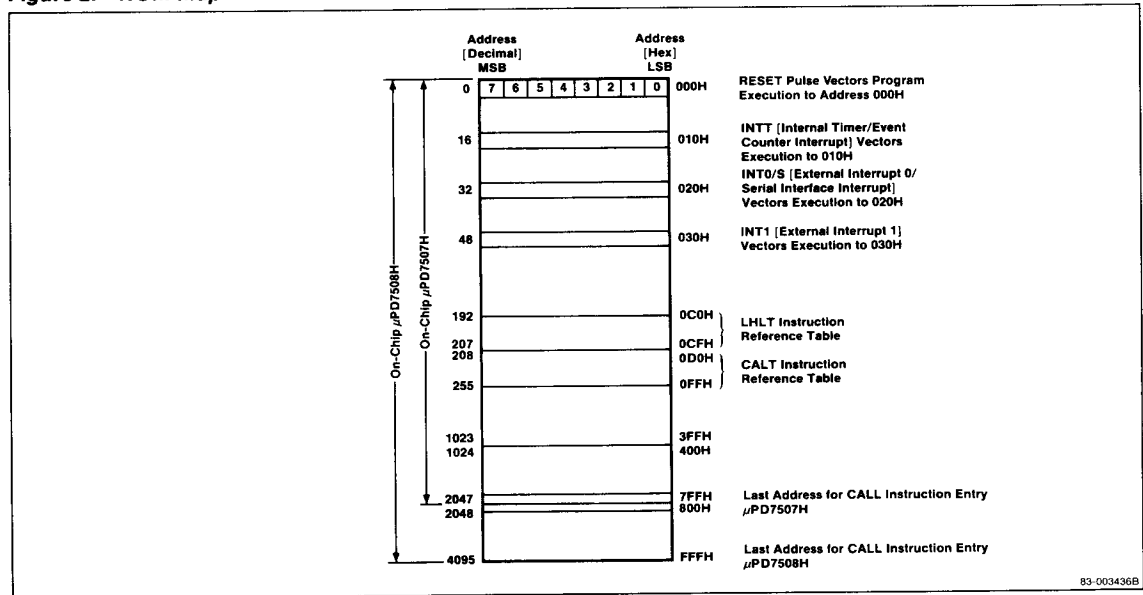 Address
[Decimal]
MSB
Address
[Hex]
LSB
0 7 6 5 4 3 2 1 0 000H
RESET Pulse Vectors Program
Execution to Address 000H
16 010H
INTT [Internal Timer/Event
Counter Interrupt] Vectors
Execution to 010H
32 020H
INT0/S [External Interrupt 0/
Serial Interface Interrupt]
Vectors Execution to 020H
48 030H
INT1 [External Interrupt 1]
Vectors Execution to 030H
On-Chip μPD7508H
On-Chip μPD7507H
192 0C0H
LHLT Instruction
Reference Table
207 0CFH
208 0D0H
CALT Instruction
Reference Table
255 0FFH
1023 3FFH
1024 400H
2047 7FFH
Last Address for CALL Instruction Entry
μPD7507H
2048 800H
4095 FFFH
Last Address for CALL Instruction Entry
μPD7508H
83-003436B